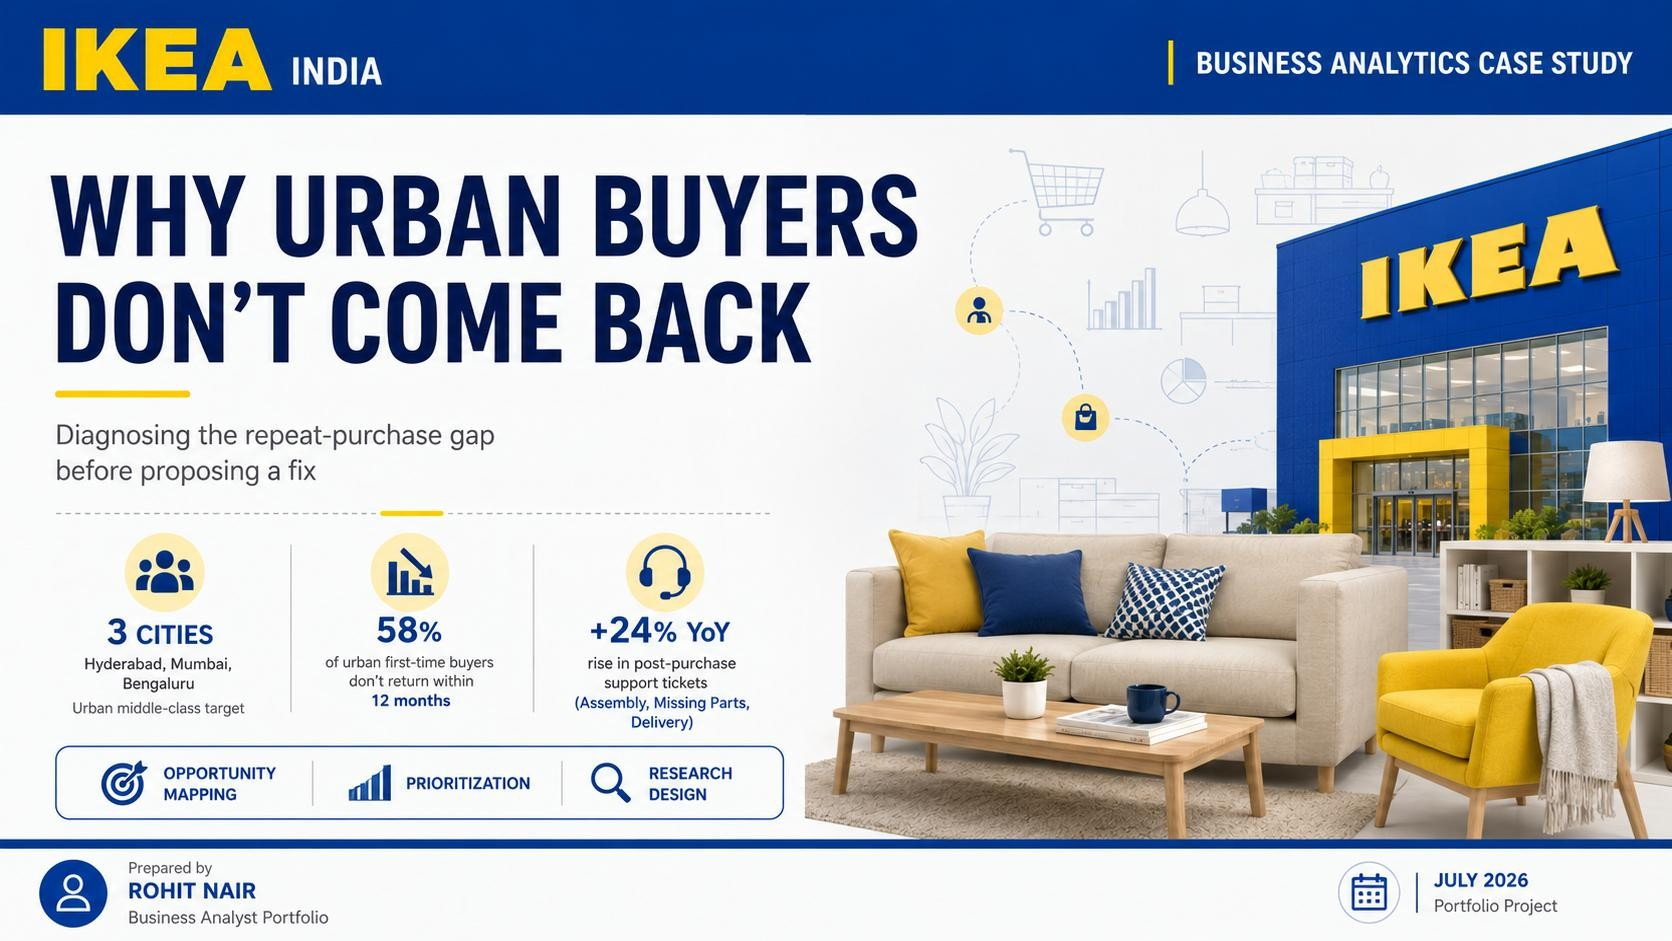 IKEA INDIA
BUSINESS ANALYTICS CASE STUDY
WHY URBAN BUYERS
DON'T COME BACK
Diagnosing the repeat-purchase gap
before proposing a fix
IKEA
3 CITIES
Hyderabad, Mumbai,
Bengaluru
Urban middle-class target
58%
of urban first-time buyers
don't return within
12 months
+24% YoY
rise in post-purchase
support tickets
(Assembly, Missing Parts,
Delivery)
OPPORTUNITY
MAPPING
PRIORITIZATION
RESEARCH
DESIGN
Prepared by
ROHIT NAIR
Business Analyst Portfolio
JULY 2026
Portfolio Project